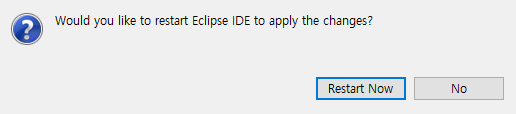 Would you like to restart Eclipse IDE to apply the changes?
Restart Now
No